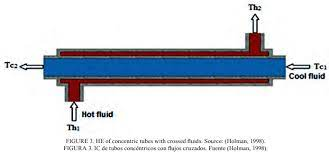 Th2
Tc2
Tc1
Cool fluid
Hot fluid
Th1
FIGURE 3. HE of concentric tubes with crossed fluids. Source: (Holman, 1998).
FIGURA 3. IC de tubos concéntricos con flujos cruzados. Fuente (Holman, 1998).